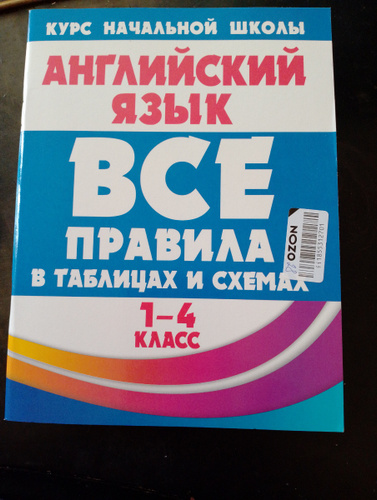 КУРС НАЧАЛЬНОЙ ШКОЛЫ
АНГЛИЙСКИЙ
ЯЗЫК
ВСЕ
ПРАВИЛА
В ТАБЛИЦАХ И СХЕМАХ
1–4
КЛАСС
OZON